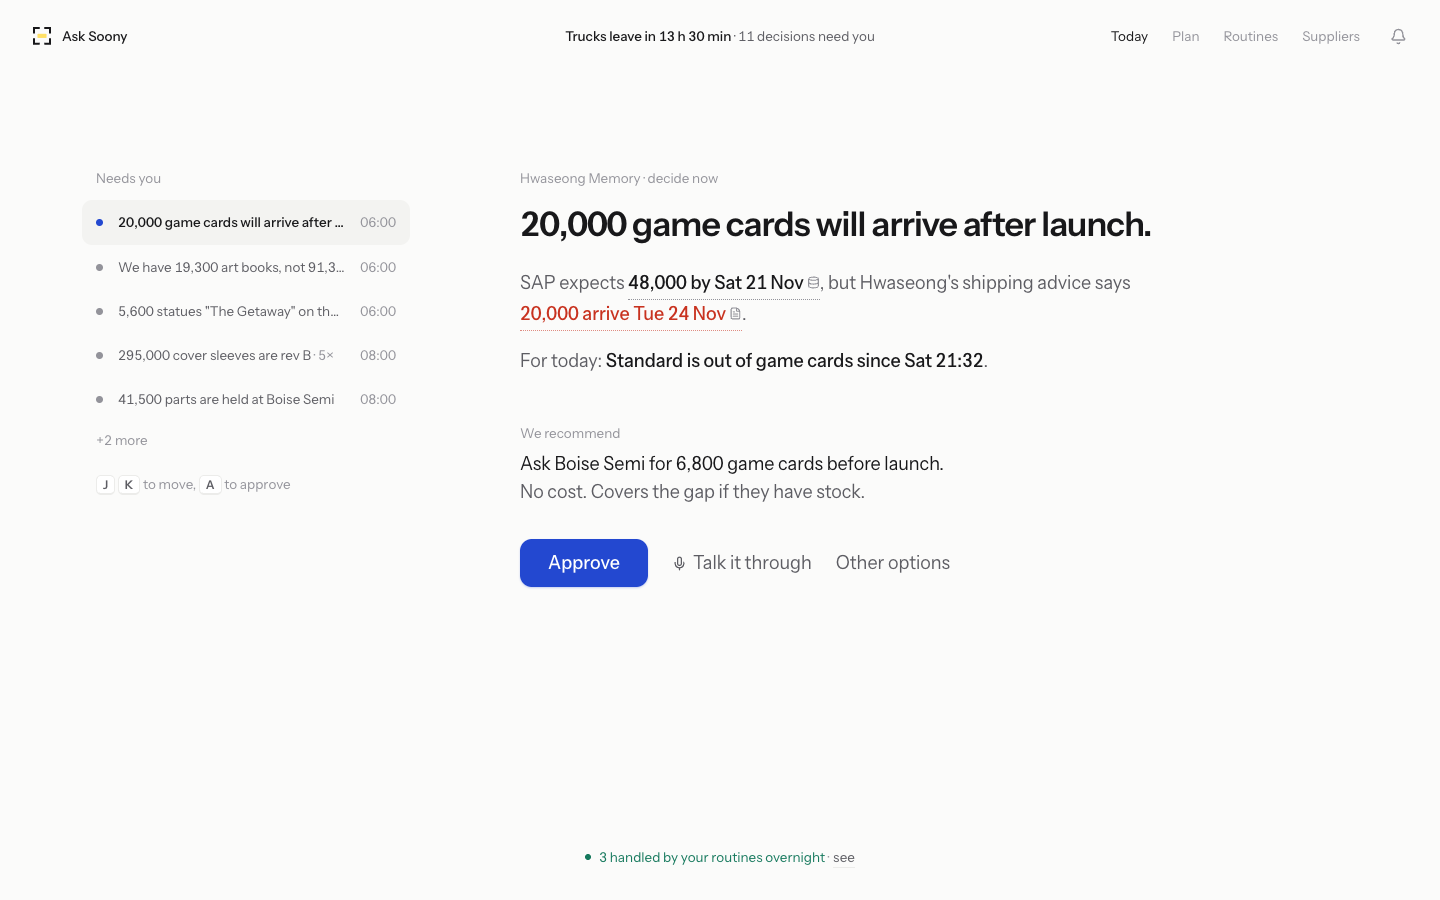 Ask Soony
Trucks leave in 13 h 30 min · 11 decisions need you
Today
Plan
Routines
Suppliers
Needs you
20,000 game cards will arrive after ... 06:00
We have 19,300 art books, not 91,3... 06:00
5,600 statues "The Getaway" on th... 06:00
295,000 cover sleeves are rev B · 5× 08:00
41,500 parts are held at Boise Semi 08:00
+2 more
J K to move, A to approve
Hwaseong Memory · decide now
20,000 game cards will arrive after launch.
SAP expects 48,000 by Sat 21 Nov, but Hwaseong's shipping advice says
20,000 arrive Tue 24 Nov.
For today: Standard is out of game cards since Sat 21:32.
We recommend
Ask Boise Semi for 6,800 game cards before launch.
No cost. Covers the gap if they have stock.
Approve
Talk it through
Other options
3 handled by your routines overnight · see